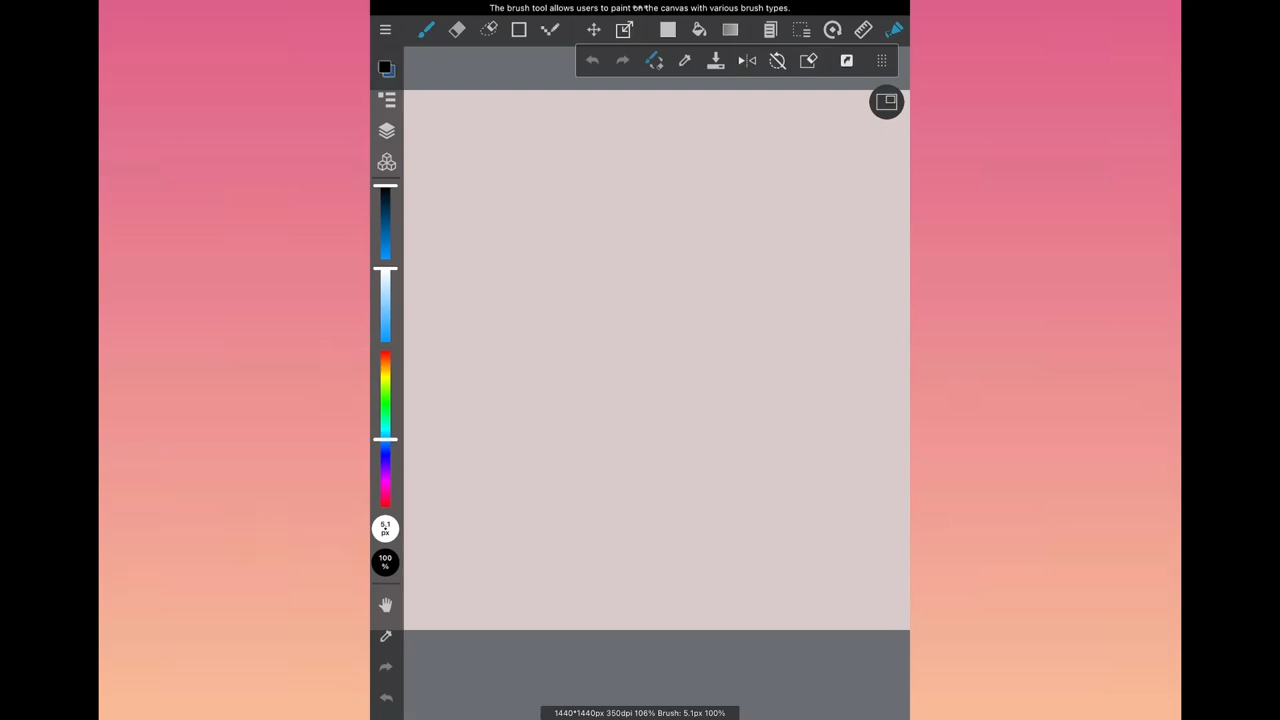 The brush tool allows users to paint on the canvas with various brush types.
5.1
px
100
%
1440*1440px 350dpi 106% Brush: 5.1px 100%